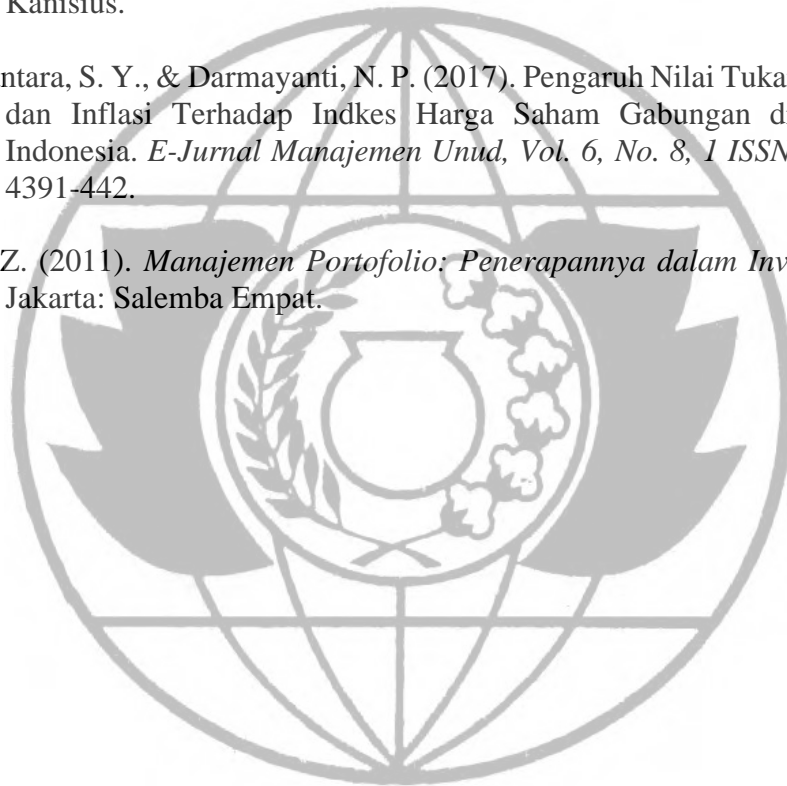 Kanisius.
ntara, S. Y., & Darmayanti, N. P. (2017). Pengaruh Nilai Tuka
dan Inflasi Terhadap Indkes Harga Saham Gabungan di
Indonesia. E-Jurnal Manajemen Unud, Vol. 6, No. 8, 1 ISSN
4391-442.
Z. (2011). Manajemen Portofolio: Penerapannya dalam Inv
Jakarta: Salemba Empat.